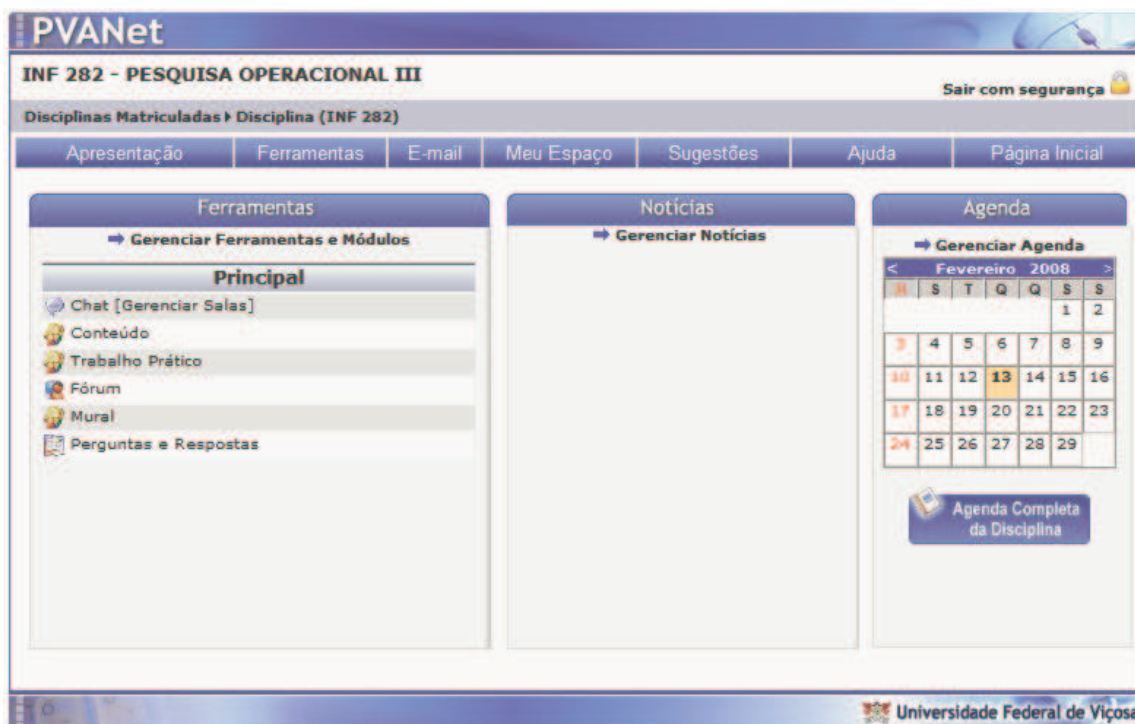 PVANet
INF 282 - PESQUISA OPERACIONAL III
Sair com segurança
Disciplinas Matriculadas Disciplina (INF 282)
Apresentação Ferramentas E-mail Meu Espaço Sugestões Ajuda Página Inicial
Ferramentas
Gerenciar Ferramentas e Módulos
Principal
Chat [Gerenciar Salas]
Conteúdo
Trabalho Prático
Fórum
Mural
Perguntas e Respostas
Notícias
Gerenciar Notícias
Agenda
Gerenciar Agenda
< Fevereiro 2008 >
S T Q Q S S
1 2
3 4 5 6 7 8 9
10 11 12 13 14 15 16
17 18 19 20 21 22 23
24 25 26 27 28 29
Agenda Completa
da Disciplina
Universidade Federal de Viçosa